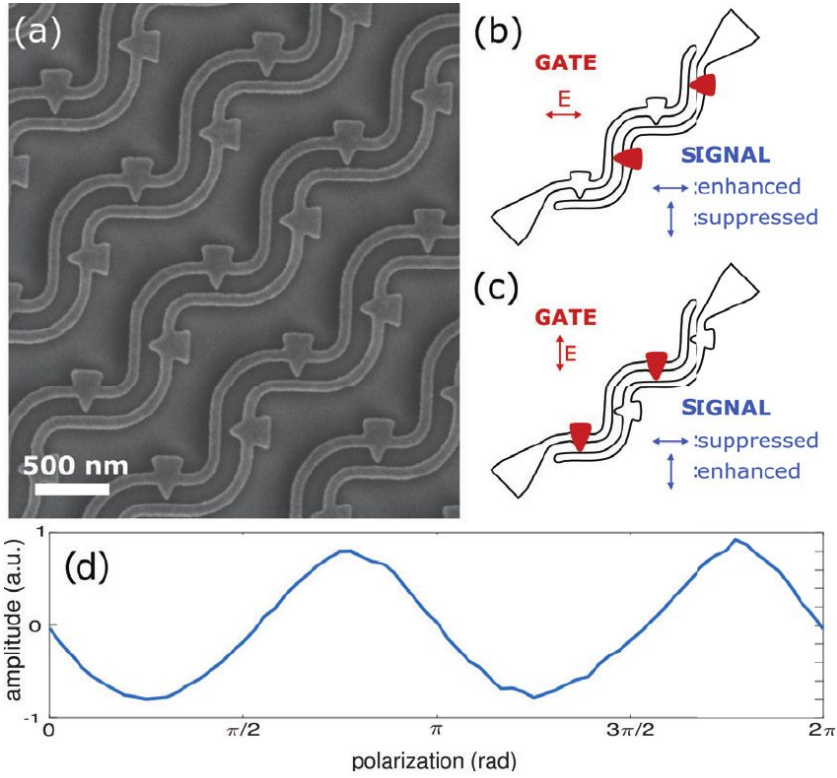 (a)
500 nm
(b)
GATE
E
SIGNAL
:enhanced
:suppressed
(c)
GATE
E
SIGNAL
:suppressed
:enhanced
(d)
1
0
-1
amplitude (a.u.)
0
π/2
π
3π/2
2π
polarization (rad)